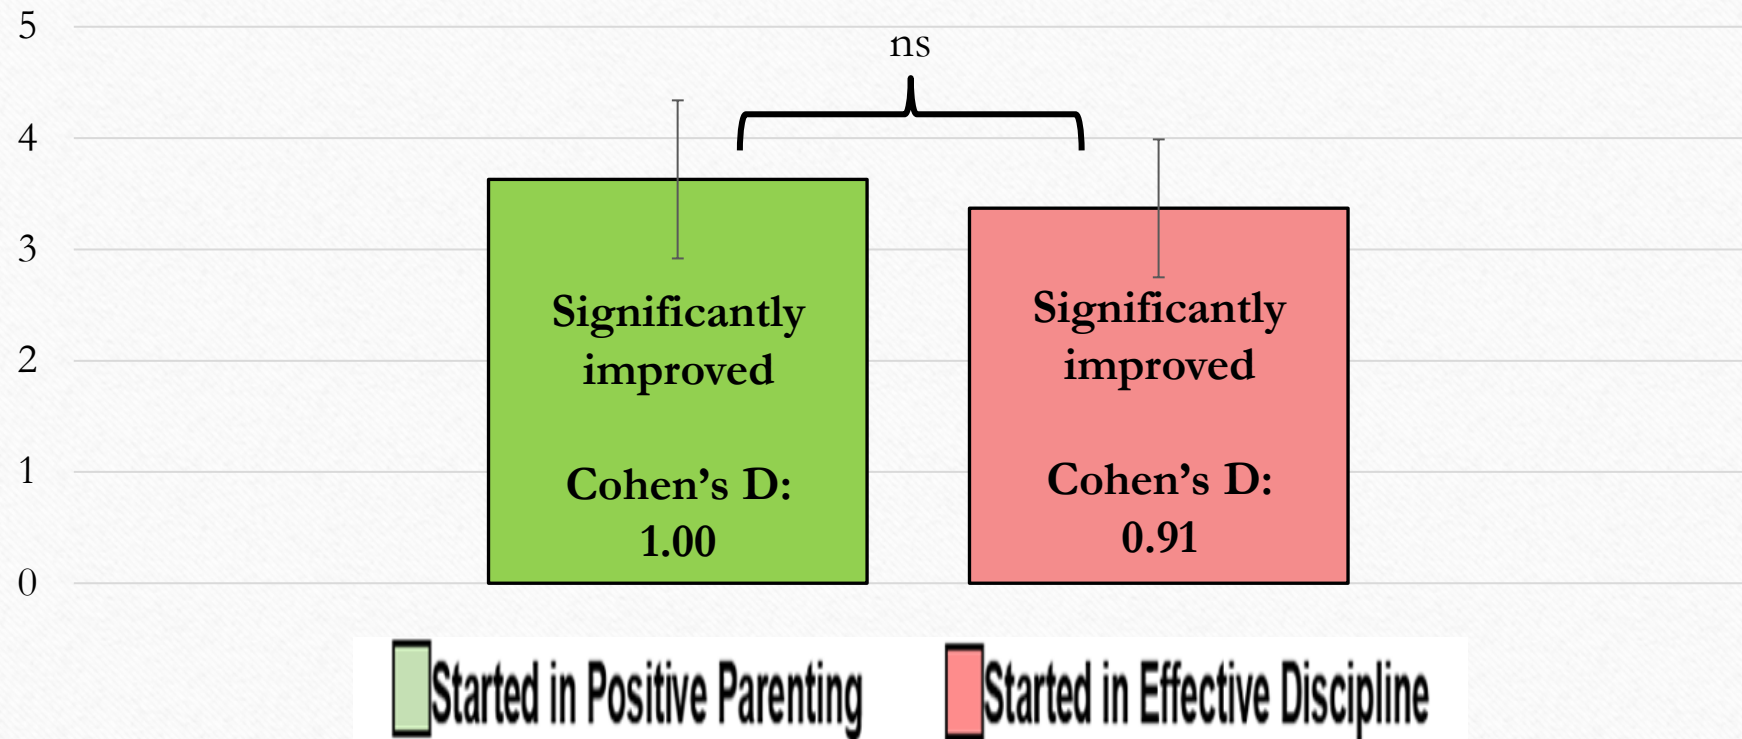 5
ns
4
3
2
1
0
Significantly
improved
Cohen’s D:
1.00
Significantly
improved
Cohen’s D:
0.91
Started in Positive Parenting
Started in Effective Discipline